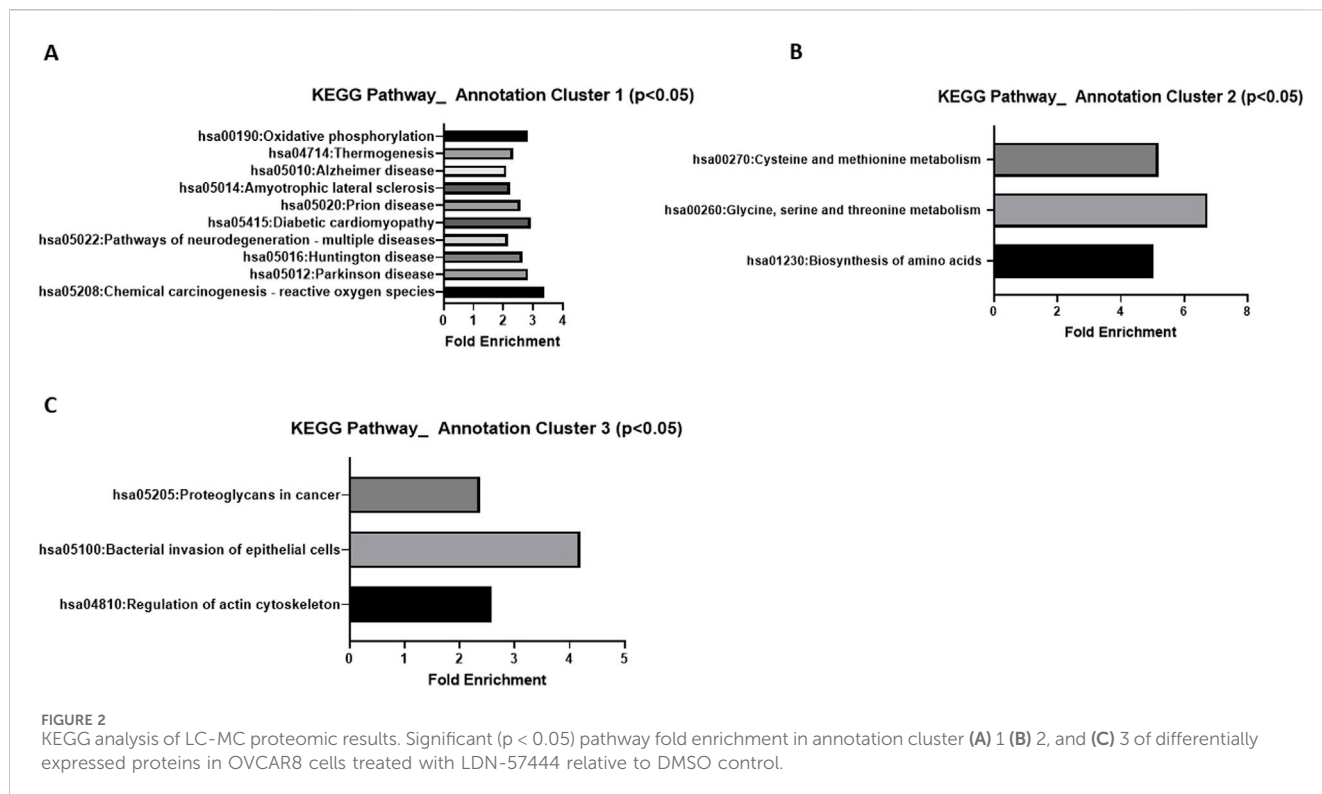 A
KEGG Pathway_ Annotation Cluster 1 (p<0.05)
hsa00190:Oxidative phosphorylation
hsa04714:Thermogenesis
hsa05010:Alzheimer disease
hsa05014:Amyotrophic lateral sclerosis
hsa05020:Prion disease
hsa05415:Diabetic cardiomyopathy
hsa05022:Pathways of neurodegeneration - multiple diseases
hsa05016:Huntington disease
hsa05012:Parkinson disease
hsa05208:Chemical carcinogenesis - reactive oxygen species
0 1 2 3 4
Fold Enrichment
B
KEGG Pathway_ Annotation Cluster 2 (p<0.05)
hsa00270:Cysteine and methionine metabolism
hsa00260:Glycine, serine and threonine metabolism
hsa01230:Biosynthesis of amino acids
0 2 4 6 8
Fold Enrichment
C
KEGG Pathway_ Annotation Cluster 3 (p<0.05)
hsa05205:Proteoglycans in cancer
hsa05100:Bacterial invasion of epithelial cells
hsa04810:Regulation of actin cytoskeleton
0 1 2 3 4 5
Fold Enrichment
FIGURE 2
KEGG analysis of LC-MC proteomic results. Significant (p < 0.05) pathway fold enrichment in annotation cluster (A) 1 (B) 2, and (C) 3 of differentially
expressed proteins in OVCAR8 cells treated with LDN-57444 relative to DMSO control.